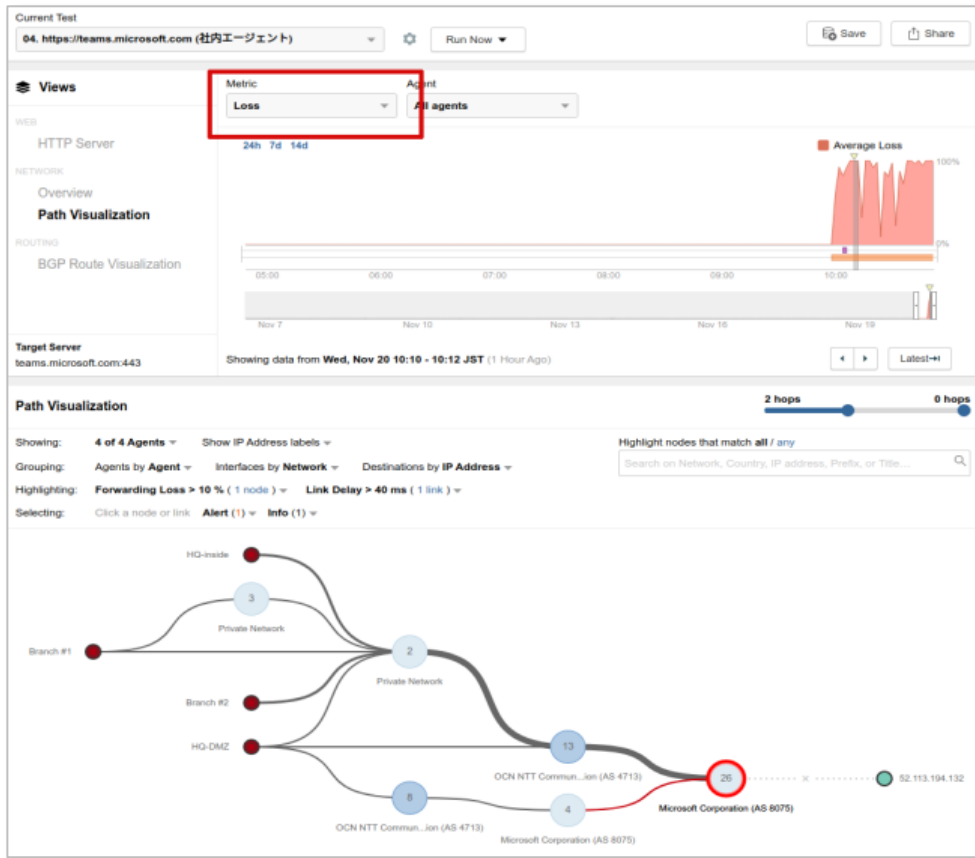 Current Test
04. https://teams.microsoft.com (社内エージェント)
Run Now
Save
Share
Views
Metric
Agent
Loss
All agents
WEB
HTTP Server
24h 7d 14d
Average Loss
100%
NETWORK
Overview
Path Visualization
ROUTING
BGP Route Visualization
0%
05:00 06:00 07:00 08:00 09:00 10:00
Nov 7 Nov 10 Nov 13 Nov 16 Nov 19
Target Server
teams.microsoft.com:443
Showing data from Wed, Nov 20 10:10 - 10:12 JST (1 Hour Ago)
Latest
Path Visualization
2 hops 0 hops
Showing: 4 of 4 Agents Show IP Address labels
Highlight nodes that match all / any
Grouping: Agents by Agent Interfaces by Network Destinations by IP Address
Search on Network, Country, IP address, Prefix, or Title...
Highlighting: Forwarding Loss > 10 % ( 1 node ) Link Delay > 40 ms ( 1 link )
Selecting: Click a node or link Alert (1) Info (1)
HQ-inside
3
Private Network
Branch #1
2
Private Network
Branch #2
HQ-DMZ
13
OCN NTT Commun...ion (AS 4713)
26
52.113.194.132
Microsoft Corporation (AS 8075)
8
OCN NTT Commun...ion (AS 4713)
4
Microsoft Corporation (AS 8075)